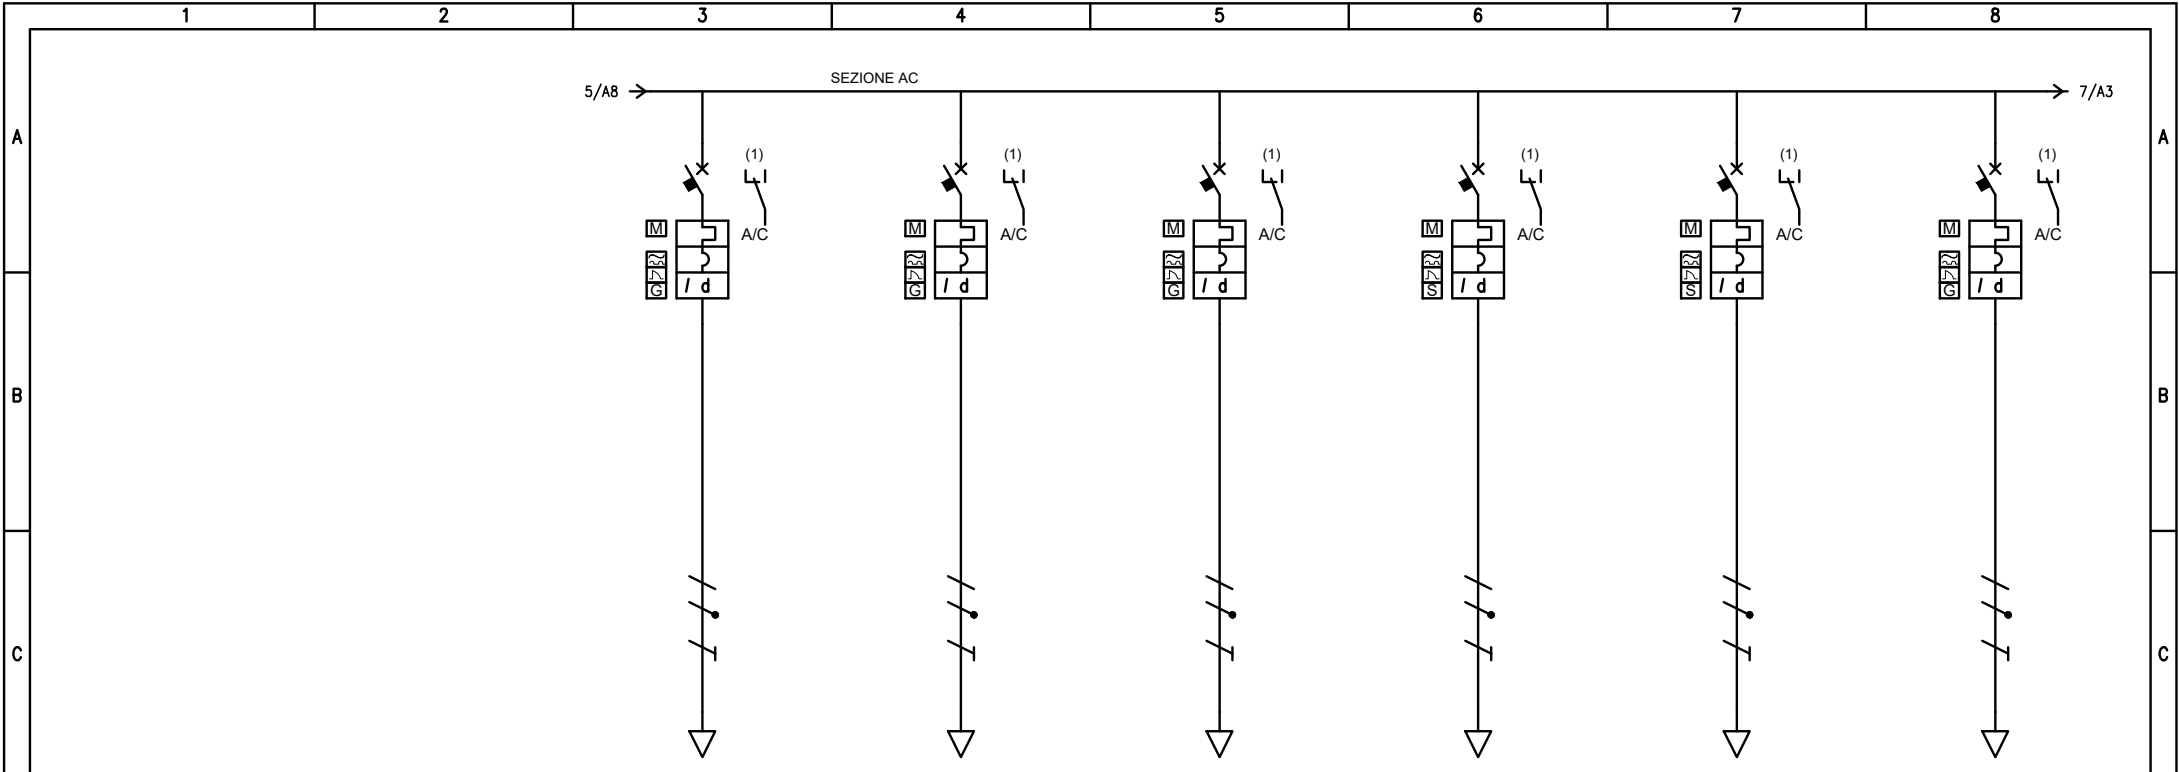 1 2 3 4 5 6 7 8
SEZIONE AC
5/A8 7/A3
A A
(1) (1) (1) (1) (1) (1)
M A/C M A/C M A/C M A/C M A/C M A/C
G I d G I d G I d S I d S I d G I d
B B
C C